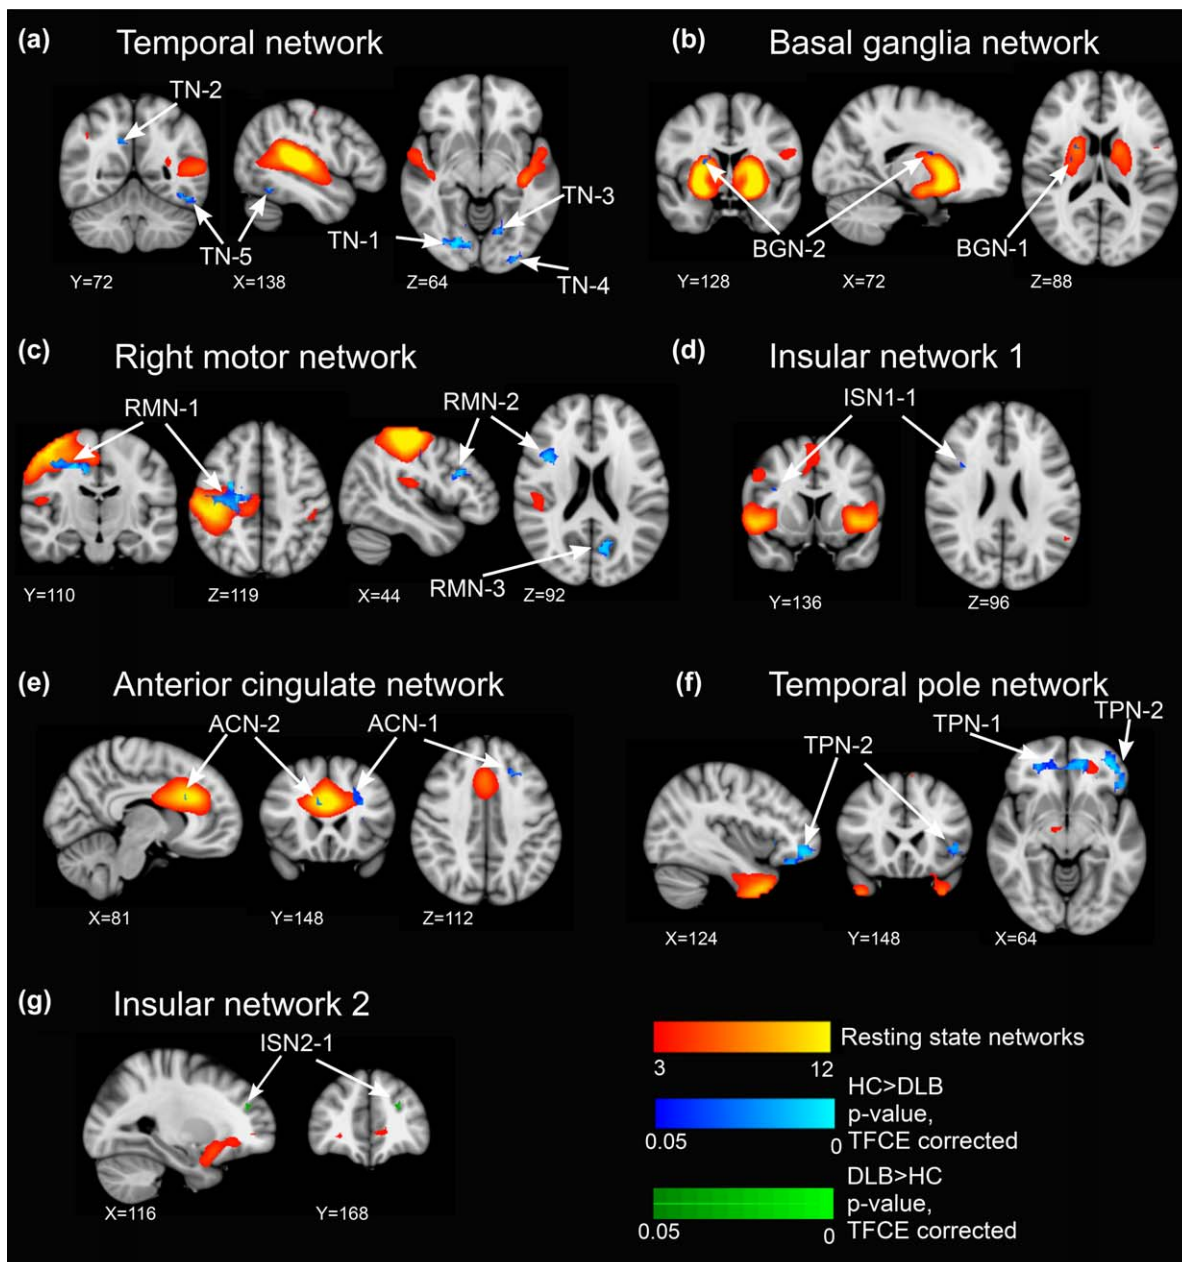 (a) Temporal network
TN-2
TN-3
TN-1
TN-5
TN-4
Y=72 X=138 Z=64
(b) Basal ganglia network
BGN-2 BGN-1
Y=128 X=72 Z=88
(c) Right motor network
RMN-1 RMN-2
RMN-3
Y=110 Z=119 X=44 Z=92
(d) Insular network 1
ISN1-1
Y=136 Z=96
(e) Anterior cingulate network
ACN-2 ACN-1
X=81 Y=148 Z=112
(f) Temporal pole network
TPN-1 TPN-2
TPN-2
X=124 Y=148 X=64
(g) Insular network 2
ISN2-1
X=116 Y=168
Resting state networks
3 12
HC>DLB
p-value,
TFCE corrected
0.05 0
DLB>HC
p-value,
TFCE corrected
0.05 0